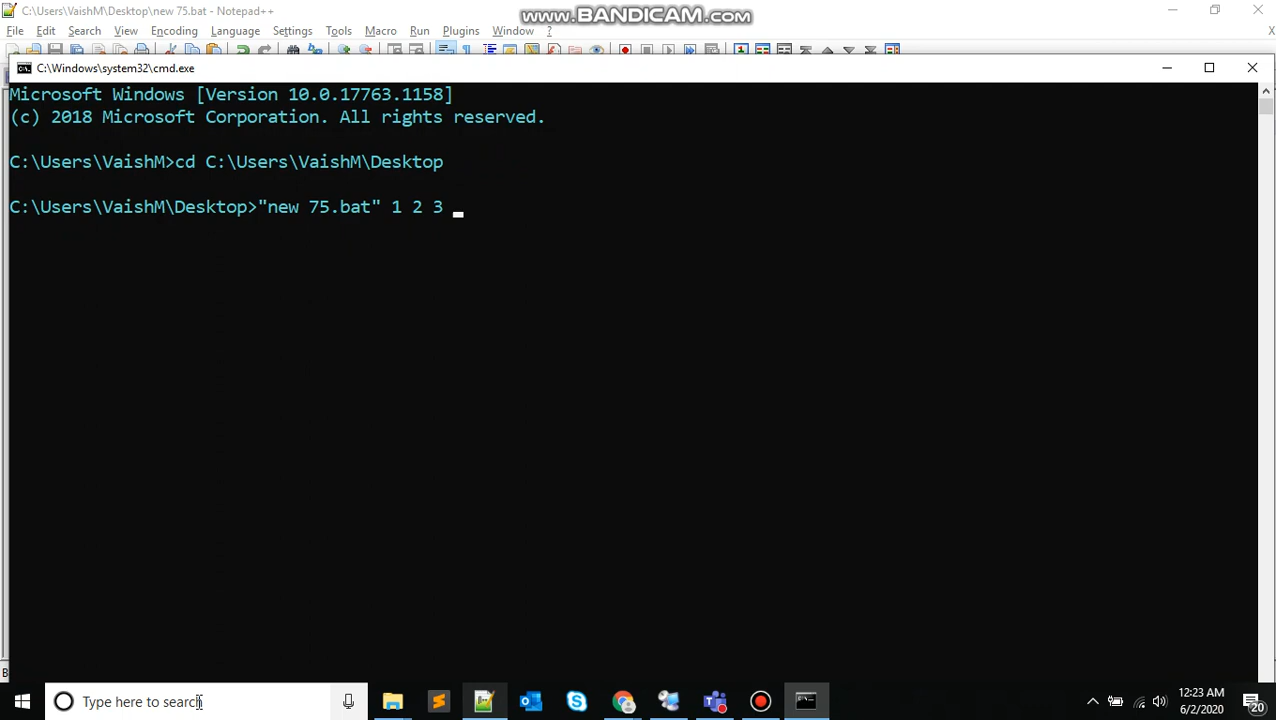 C:\Users\VaishM\Desktop\new 75.bat - Notepad++
www.BANDICAM.com
File Edit Search View Encoding Language Settings Tools Macro Run Plugins Window ?
X
C:\Windows\system32\cmd.exe
Microsoft Windows [Version 10.0.17763.1158]
(c) 2018 Microsoft Corporation. All rights reserved.
C:\Users\VaishM>cd C:\Users\VaishM\Desktop
C:\Users\VaishM\Desktop>"new 75.bat" 1 2 3
Type here to search
12:23 AM
6/2/2020
20